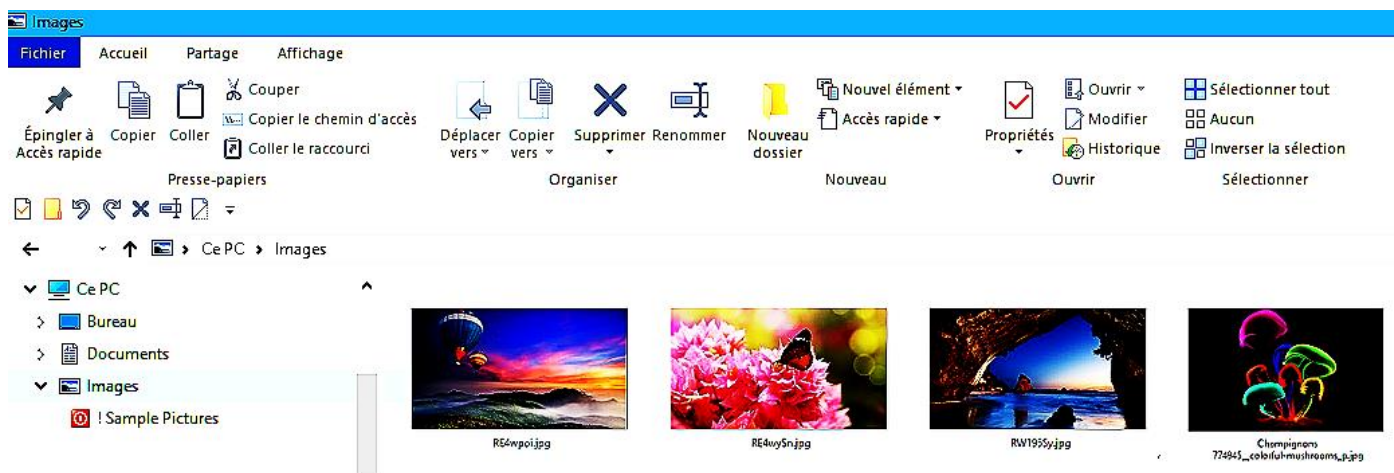 Images
Fichier Accueil Partage Affichage
Épingler à Accès rapide
Copier
Coller
Couper
Copier le chemin d'accès
Coller le raccourci
Presse-papiers
Déplacer vers
Copier vers
Supprimer
Renommer
Organiser
Nouveau dossier
Nouvel élément
Accès rapide
Nouveau
Propriétés
Ouvrir
Modifier
Historique
Ouvrir
Sélectionner tout
Aucun
Inverser la sélection
Sélectionner
Ce PC > Images
Ce PC
Bureau
Documents
Images
! Sample Pictures
RE4wpoi.jpg
RE4wySn.jpg
RW195Sy.jpg
Champignons
774945__colorful-mushrooms_p.jpg